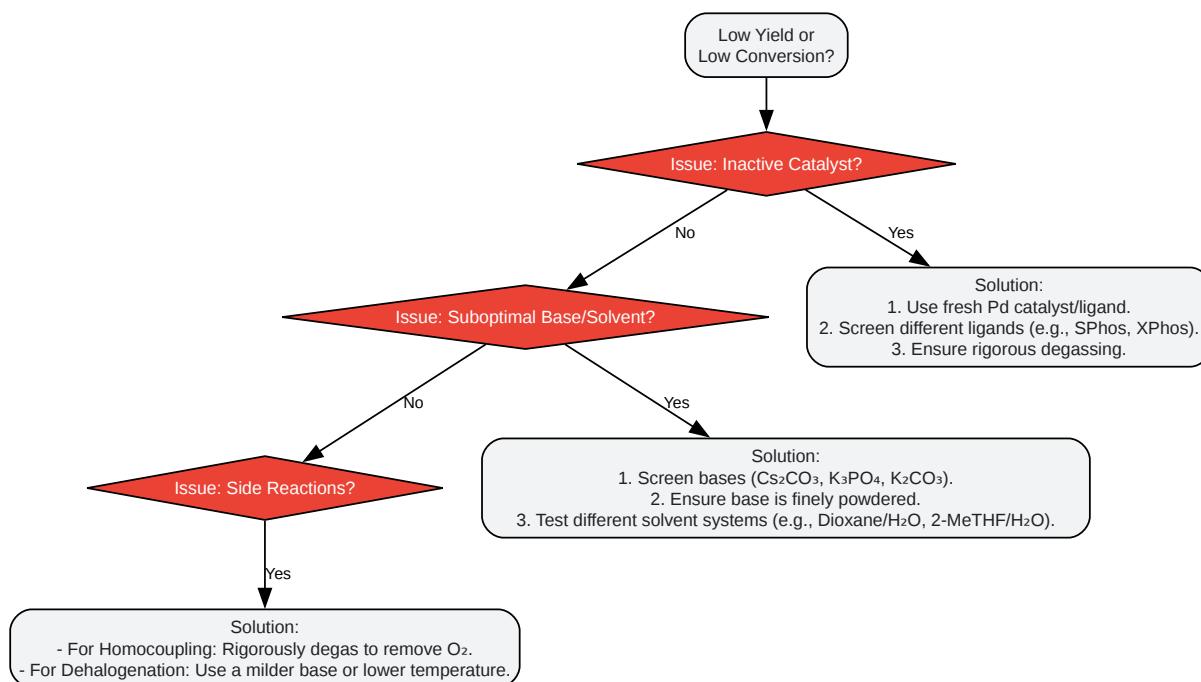 Low Yield or
Low Conversion?
Issue: Inactive Catalyst?
No
Yes
Solution:
1. Use fresh Pd catalyst/ligand.
2. Screen different ligands (e.g., SPhos, XPhos).
3. Ensure rigorous degassing.
Issue: Suboptimal Base/Solvent?
No
Yes
Solution:
1. Screen bases (Cs₂CO₃, K₃PO₄, K₂CO₃).
2. Ensure base is finely powdered.
3. Test different solvent systems (e.g., Dioxane/H₂O, 2-MeTHF/H₂O).
Issue: Side Reactions?
Yes
Solution:
- For Homocoupling: Rigorously degas to remove O₂.
- For Dehalogenation: Use a milder base or lower temperature.